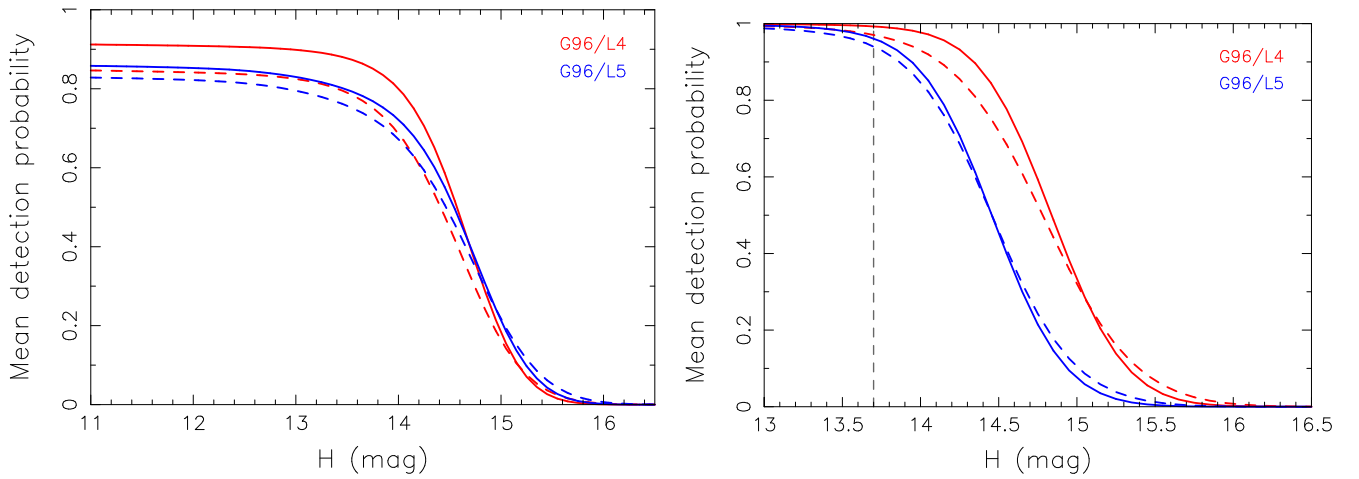 Mean detection probability
1
0.8
0.6
0.4
0.2
0
G96/L4
G96/L5
11 12 13 14 15 16
H (mag)
Mean detection probability
1
0.8
0.6
0.4
0.2
0
G96/L4
G96/L5
13 13.5 14 14.5 15 15.5 16 16.5
H (mag)